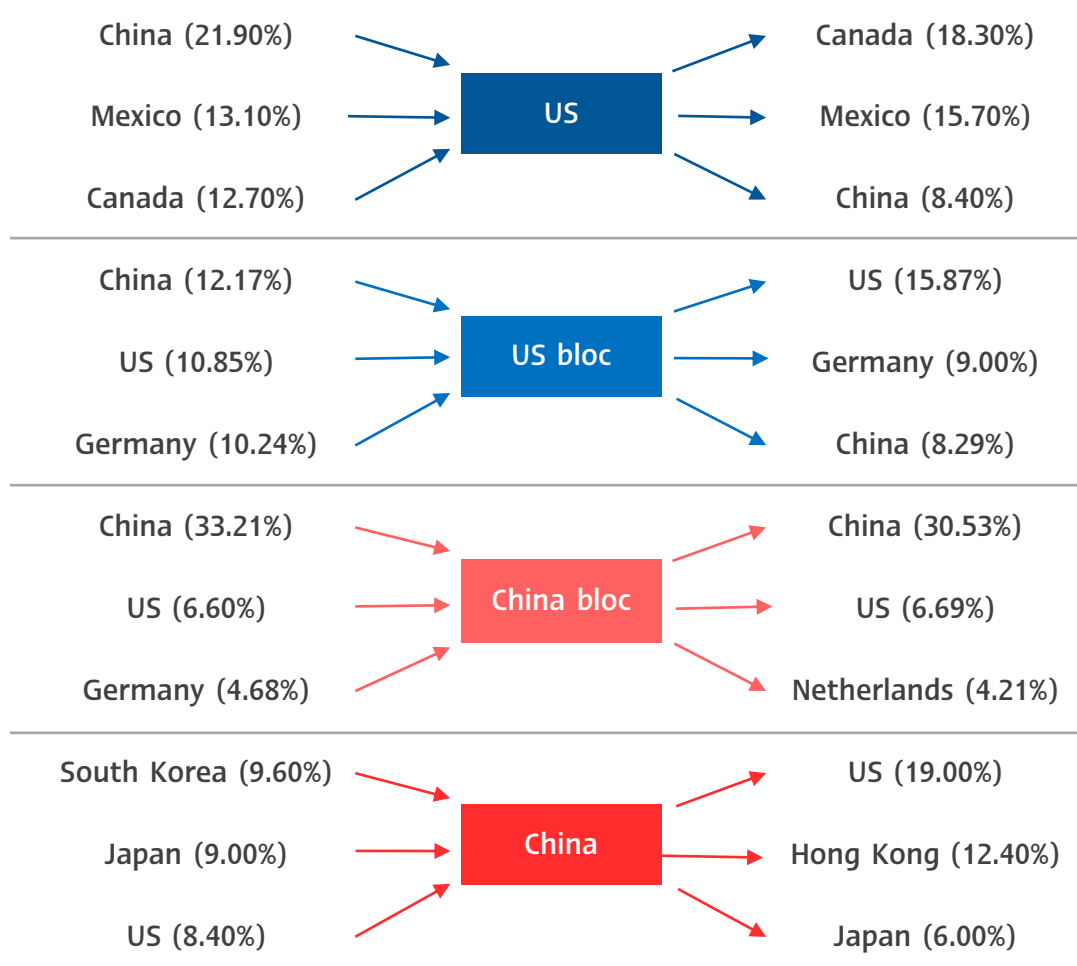 China (21.90%)
Canada (18.30%)
US
Mexico (13.10%)
Mexico (15.70%)
Canada (12.70%)
China (8.40%)
China (12.17%)
US (15.87%)
US bloc
US (10.85%)
Germany (9.00%)
Germany (10.24%)
China (8.29%)
China (33.21%)
China (30.53%)
China bloc
US (6.60%)
US (6.69%)
Germany (4.68%)
Netherlands (4.21%)
South Korea (9.60%)
US (19.00%)
China
Japan (9.00%)
Hong Kong (12.40%)
US (8.40%)
Japan (6.00%)